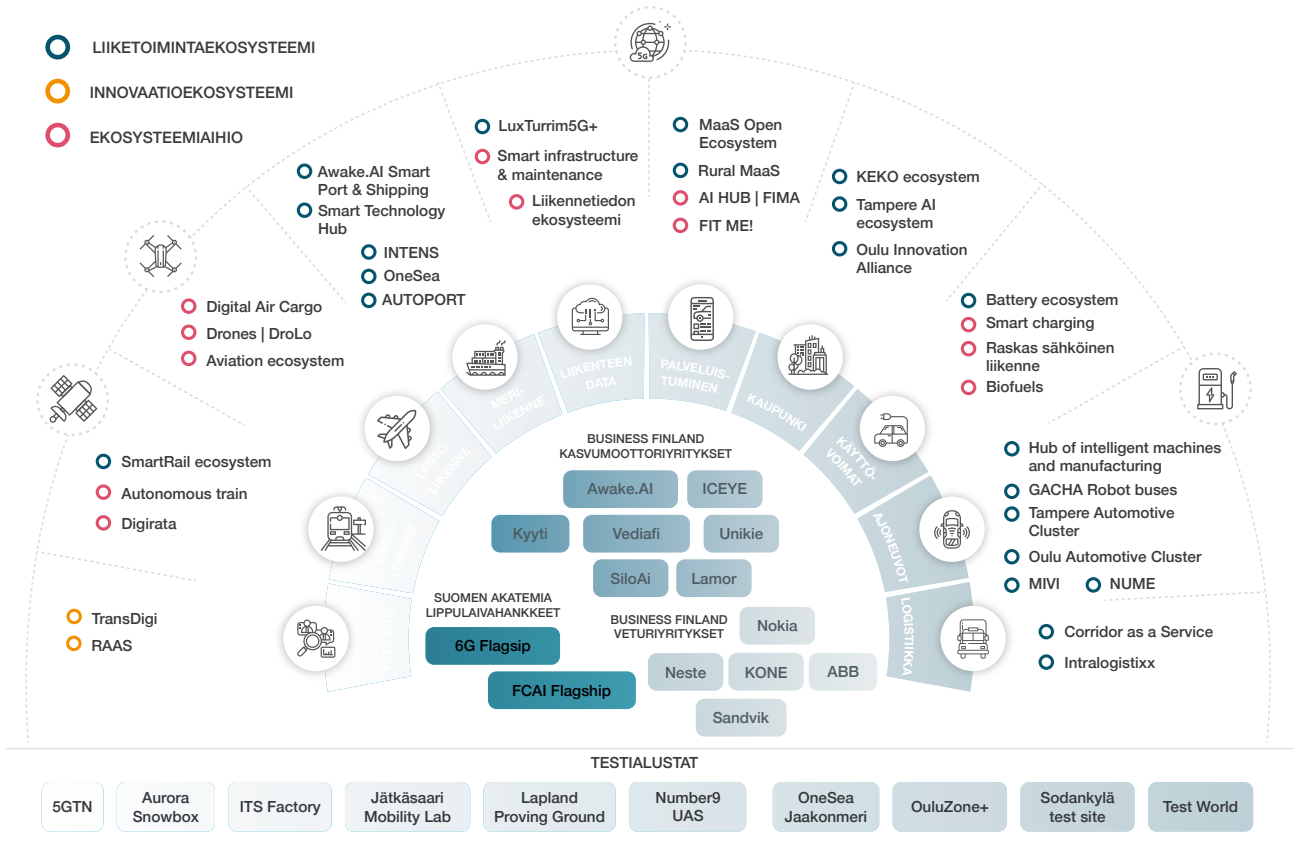 LIIKETOIMINTAEKOSYSTEEMI
INNOVAATIOEKOSYSTEEMI
EKOSYSTEEMIAIHIO
5G
TransDigi
RAAS
SmartRail ecosystem
Autonomous train
Digirata
Digital Air Cargo
Drones | DroLo
Aviation ecosystem
Awake.AI Smart
Port & Shipping
Smart Technology
Hub
INTENS
OneSea
AUTOPORT
LuxTurrim5G+
Smart infrastructure
& maintenance
Liikennetiedon
ekosysteemi
MaaS Open
Ecosystem
Rural MaaS
AI HUB | FIMA
FIT ME!
KEKO ecosystem
Tampere AI
ecosystem
Oulu Innovation
Alliance
Battery ecosystem
Smart charging
Raskas sähköinen
liikenne
Biofuels
Hub of intelligent machines
and manufacturing
GACHA Robot buses
Tampere Automotive
Cluster
Oulu Automotive Cluster
MIVI
NUME
Corridor as a Service
Intralogistixx
LENTO-
LIIKENNE
MERI-
LIIKENNE
LIIKENTEEN
DATA
PALVELUIS-
TUMINEN
KAUPUNKI
KÄYTTÖ-
VOIMAT
AJONEUVOT
LOGISTIIKKA
BUSINESS FINLAND
KASVUMOOTTORIYRITYKSET
Awake.AI
ICEYE
Kyyti
Vediafi
Unikie
SiloAi
Lamor
SUOMEN AKATEMIA
LIPPULAIVAHANKKEET
6G Flagsip
FCAI Flagship
BUSINESS FINLAND
VETURIYRITYKSET
Nokia
Neste
KONE
ABB
Sandvik
TESTIALUSTAT
5GTN
Aurora
Snowbox
ITS Factory
Jätkäsaari
Mobility Lab
Lapland
Proving Ground
Number9
UAS
OneSea
Jaakonmeri
OuluZone+
Sodankylä
test site
Test World